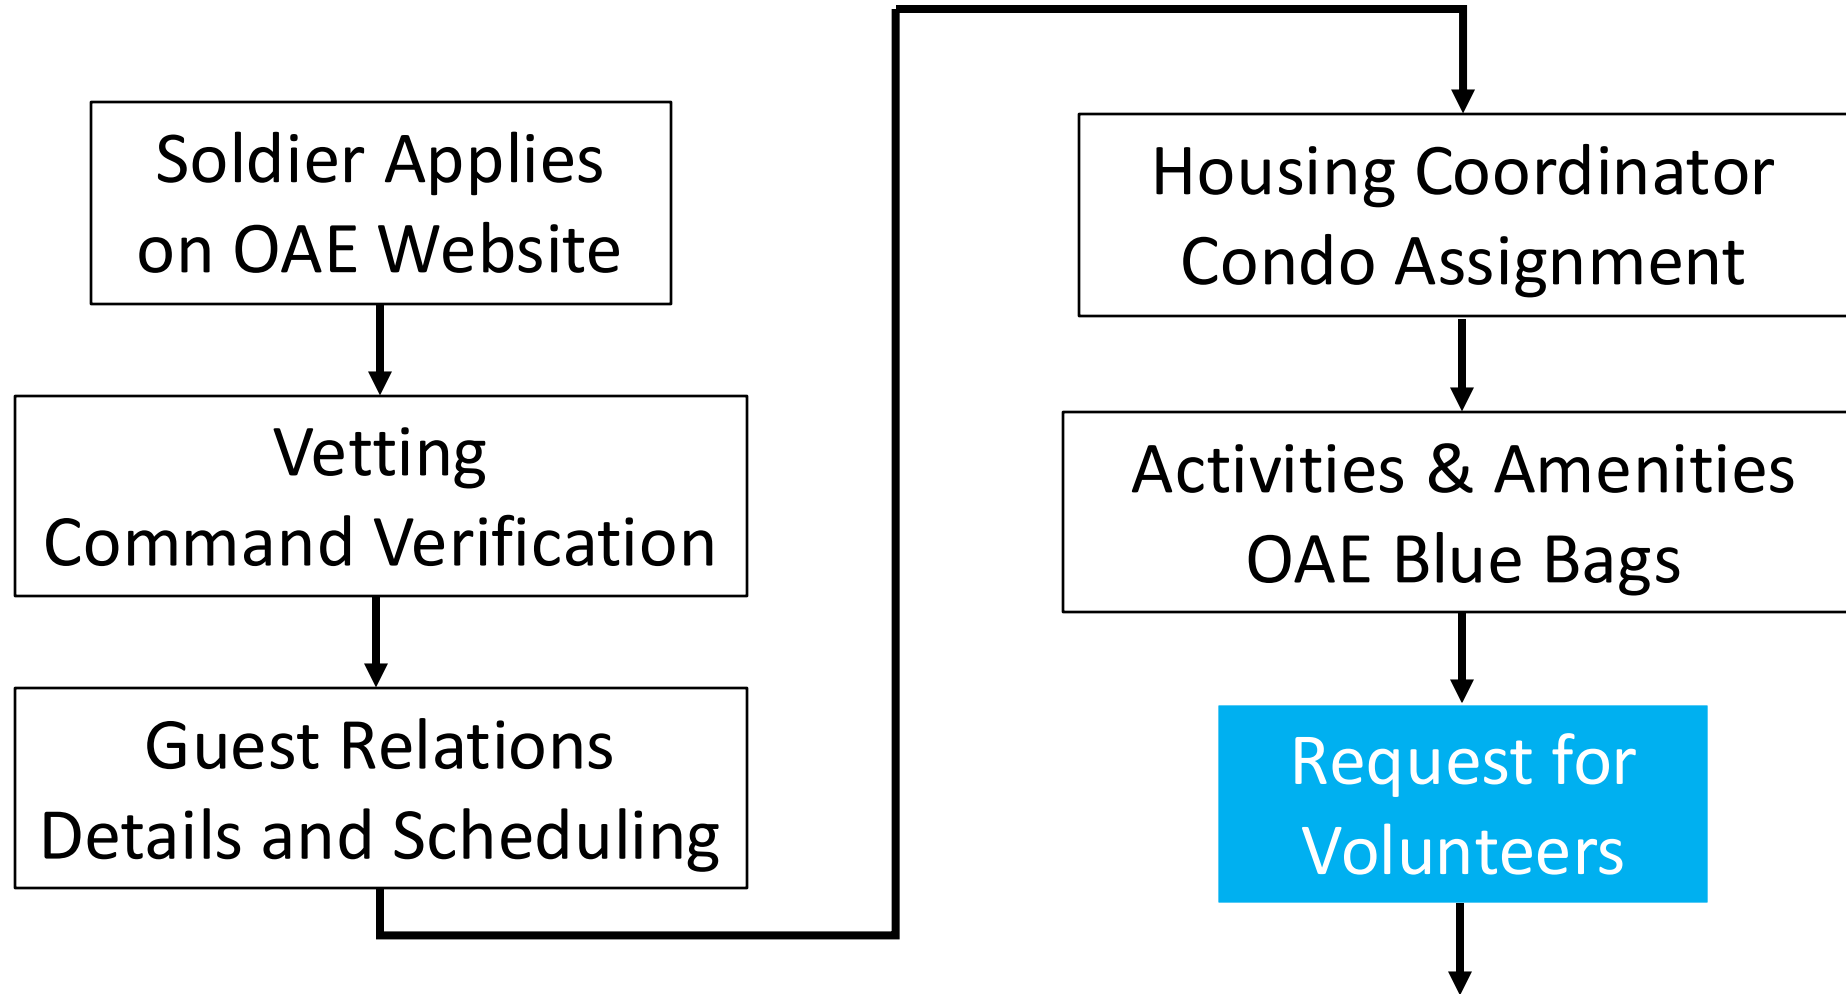 Soldier Applies
on OAE Website
Vetting
Command Verification
Guest Relations
Details and Scheduling
Housing Coordinator
Condo Assignment
Activities & Amenities
OAE Blue Bags
Request for
Volunteers